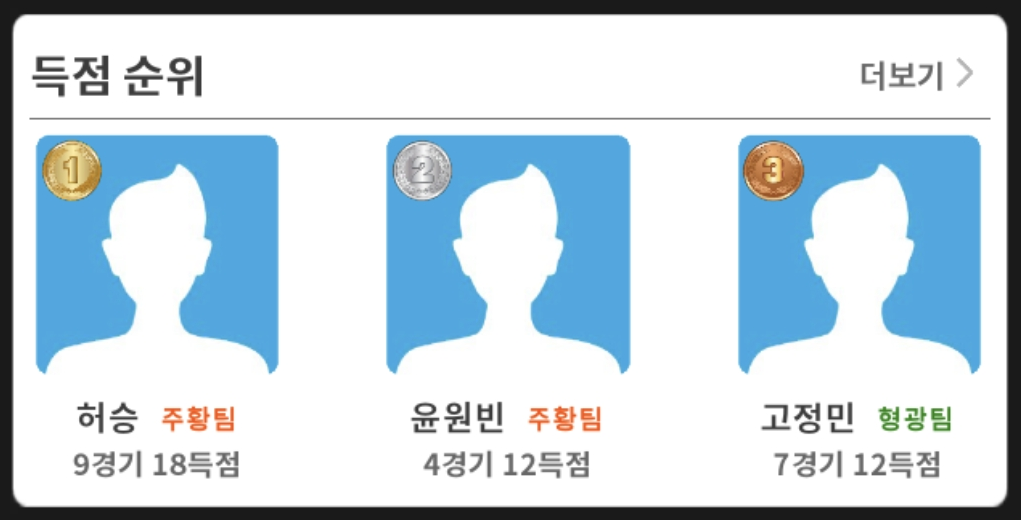 득점 순위
더보기 >
1
2
3
허승 주황팀
9경기 18득점
윤원빈 주황팀
4경기 12득점
고정민 형광팀
7경기 12득점